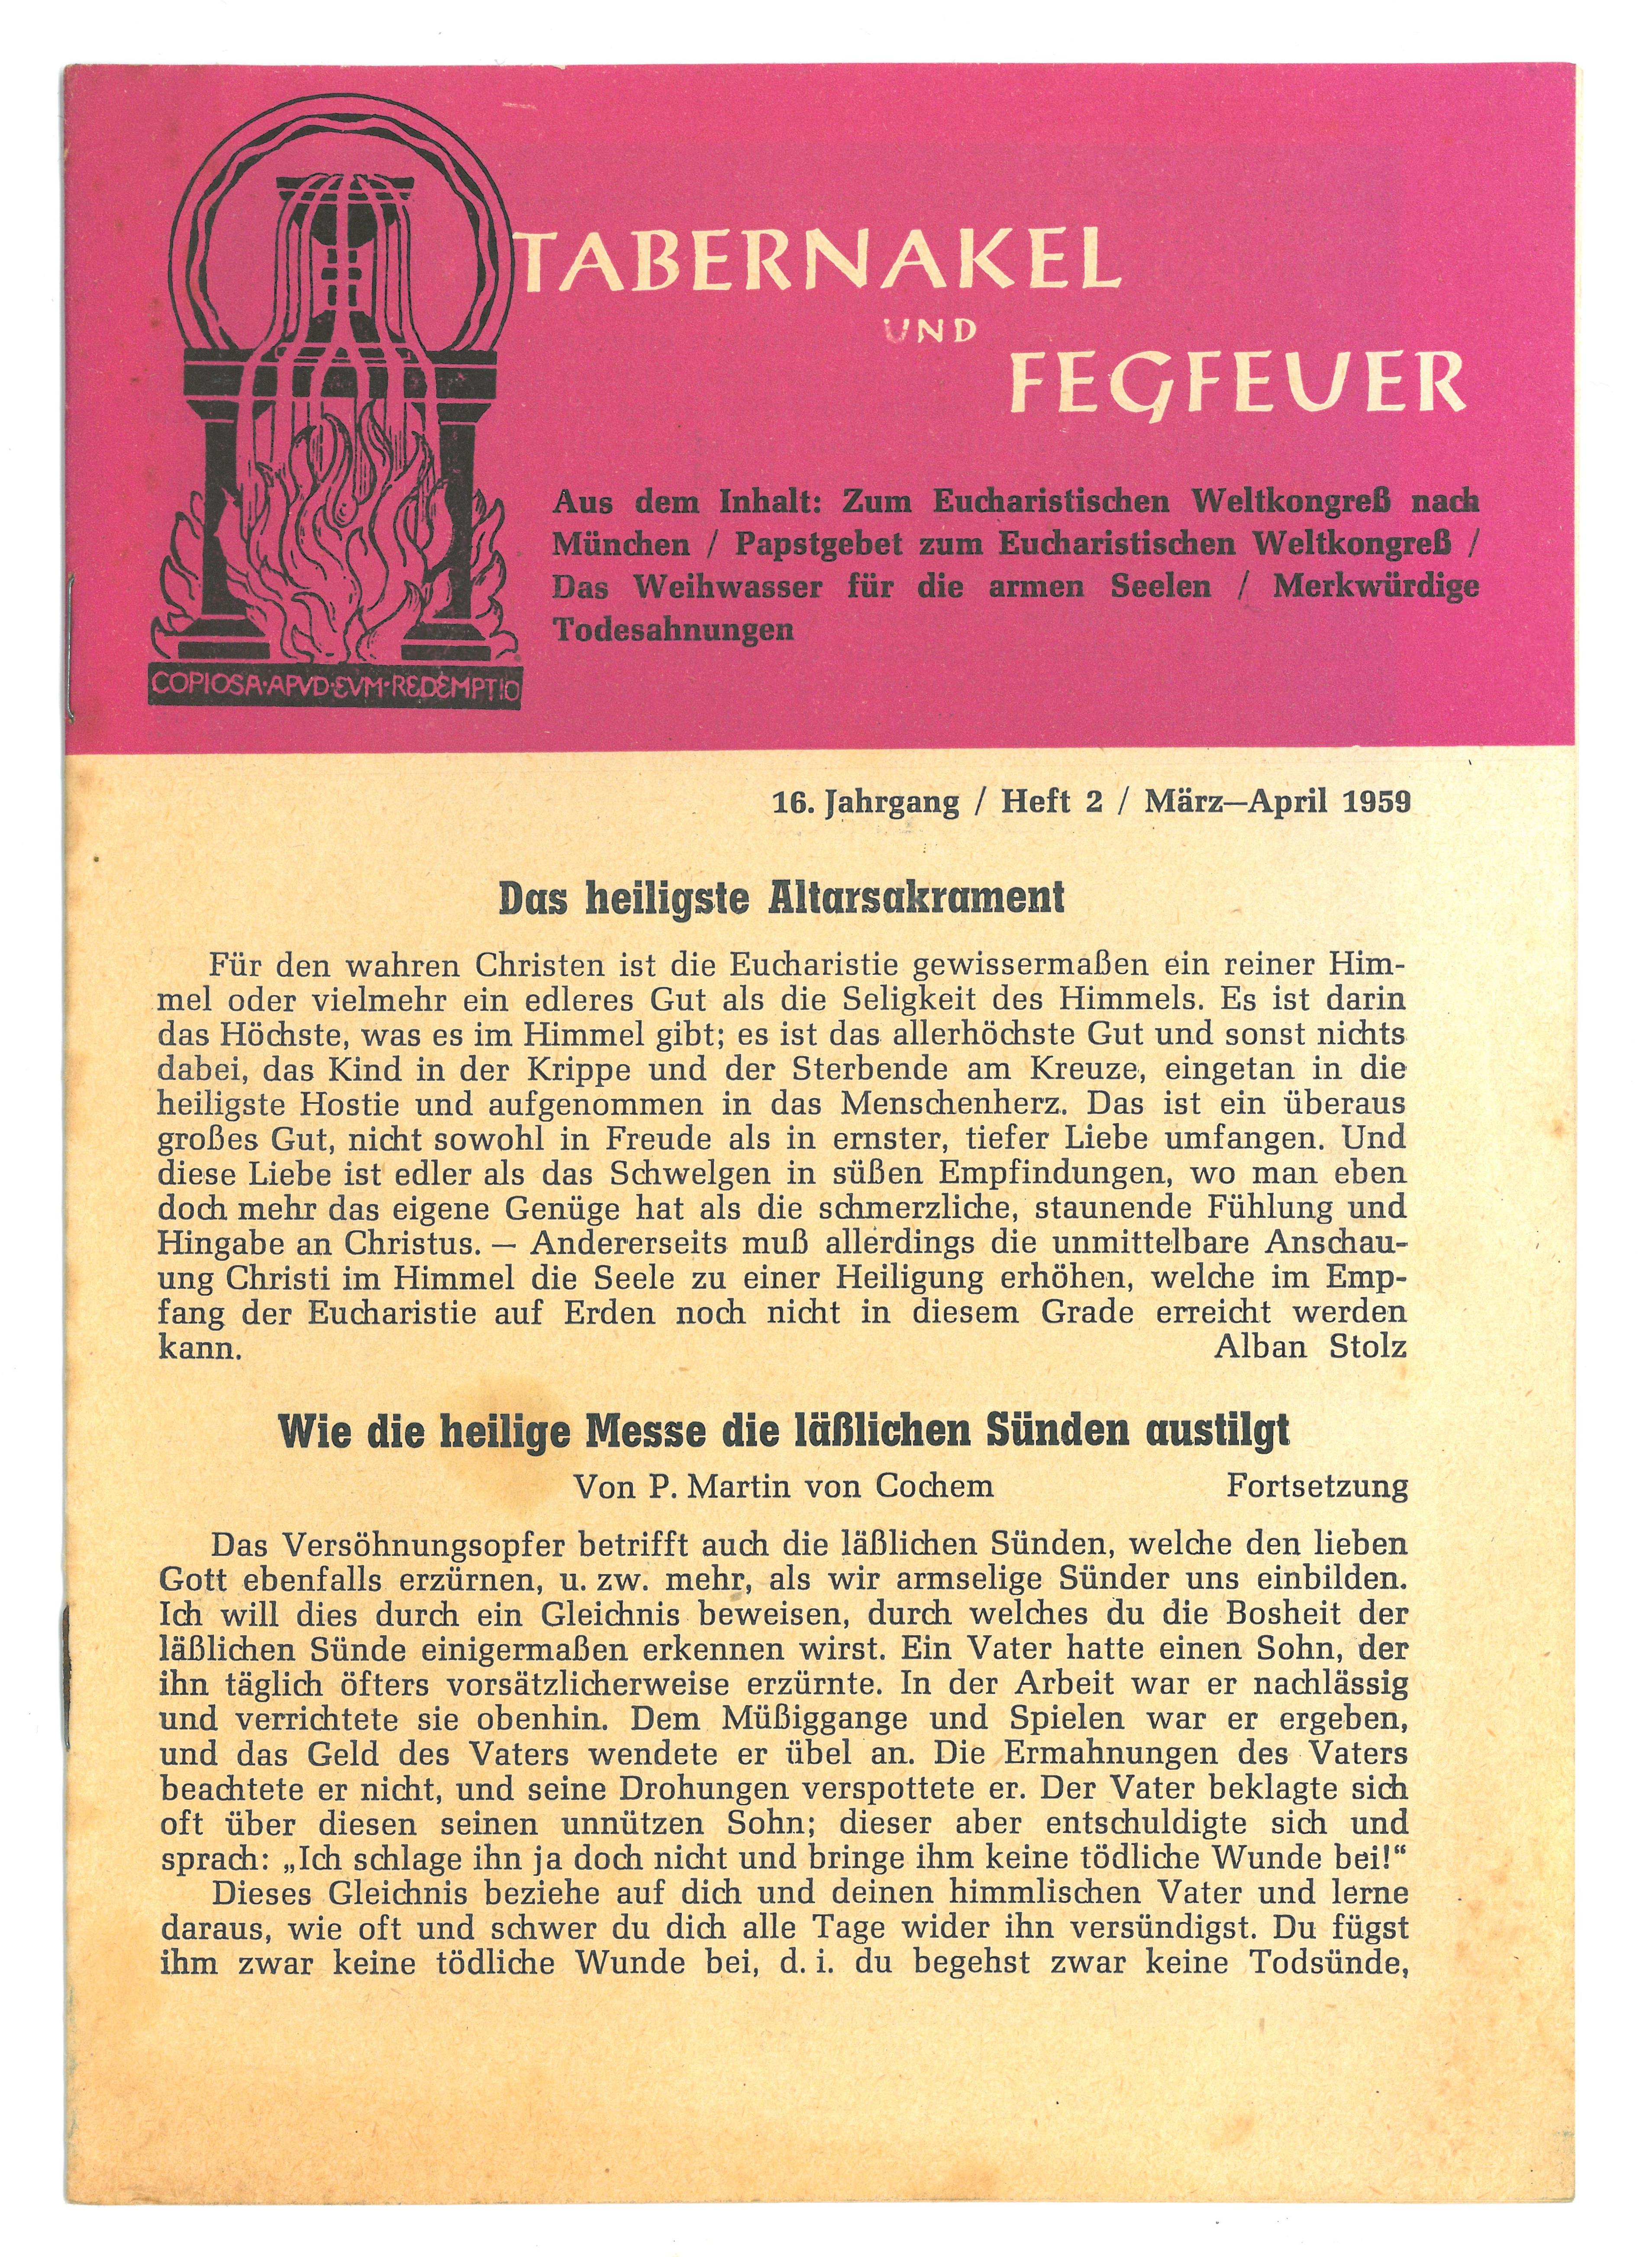 TABERNAKEL
UND
FEGFEUER
Aus dem Inhalt: Zum Eucharistischen Weltkongreß nach
München / Papstgebet zum Eucharistischen Weltkongreß /
Das Weihwasser für die armen Seelen / Merkwürdige
Todesahnungen
COPIOSA·APVD·EVM·REDEMPTIO
16. Jahrgang / Heft 2 / März—April 1959
Das heiligste Altarsakrament
Für den wahren Christen ist die Eucharistie gewissermaßen ein reiner Him-
mel oder vielmehr ein edleres Gut als die Seligkeit des Himmels. Es ist darin
das Höchste, was es im Himmel gibt; es ist das allerhöchste Gut und sonst nichts
dabei, das Kind in der Krippe und der Sterbende am Kreuze, eingetan in die
heiligste Hostie und aufgenommen in das Menschenherz. Das ist ein überaus
großes Gut, nicht sowohl in Freude als in ernster, tiefer Liebe umfangen. Und
diese Liebe ist edler als das Schwelgen in süßen Empfindungen, wo man eben
doch mehr das eigene Genüge hat als die schmerzliche, staunende Fühlung und
Hingabe an Christus. — Andererseits muß allerdings die unmittelbare Anschau-
ung Christi im Himmel die Seele zu einer Heiligung erhöhen, welche im Emp-
fang der Eucharistie auf Erden noch nicht in diesem Grade erreicht werden
kann. Alban Stolz
Wie die heilige Messe die läßlichen Sünden austilgt
Von P. Martin von Cochem Fortsetzung
Das Versöhnungsopfer betrifft auch die läßlichen Sünden, welche den lieben
Gott ebenfalls erzürnen, u. zw. mehr, als wir armselige Sünder uns einbilden.
Ich will dies durch ein Gleichnis beweisen, durch welches du die Bosheit der
läßlichen Sünde einigermaßen erkennen wirst. Ein Vater hatte einen Sohn, der
ihn täglich öfters vorsätzlicherweise erzürnte. In der Arbeit war er nachlässig
und verrichtete sie obenhin. Dem Müßiggange und Spielen war er ergeben,
und das Geld des Vaters wendete er übel an. Die Ermahnungen des Vaters
beachtete er nicht, und seine Drohungen verspottete er. Der Vater beklagte sich
oft über diesen seinen unnützen Sohn; dieser aber entschuldigte sich und
sprach: „Ich schlage ihn ja doch nicht und bringe ihm keine tödliche Wunde bei!“
Dieses Gleichnis beziehe auf dich und deinen himmlischen Vater und lerne
daraus, wie oft und schwer du dich alle Tage wider ihn versündigst. Du fügst
ihm zwar keine tödliche Wunde bei, d. i. du begehst zwar keine Todsünde,